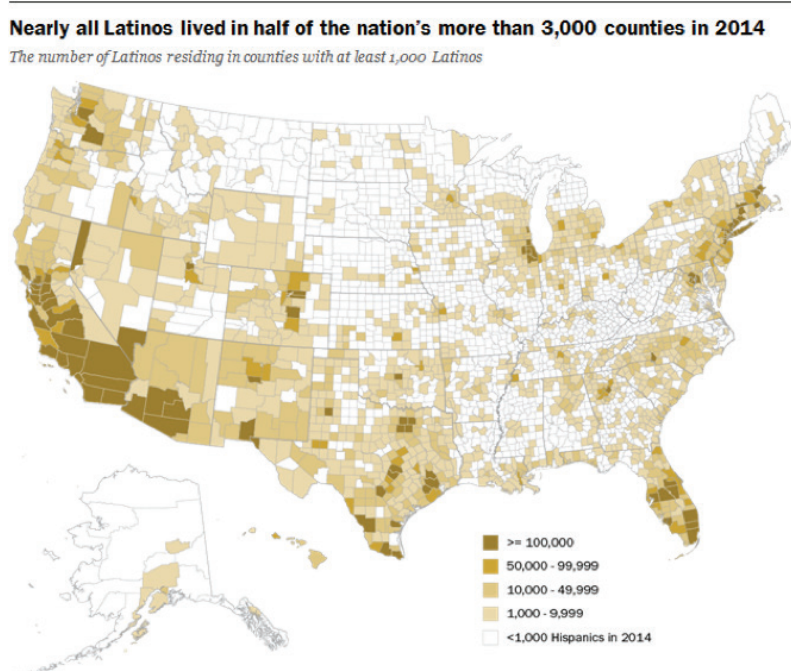 Nearly all Latinos lived in half of the nation's more than 3,000 counties in 2014
The number of Latinos residing in counties with at least 1,000 Latinos
>= 100,000
50,000 - 99,999
10,000 - 49,999
1,000 - 9,999
<1,000 Hispanics in 2014